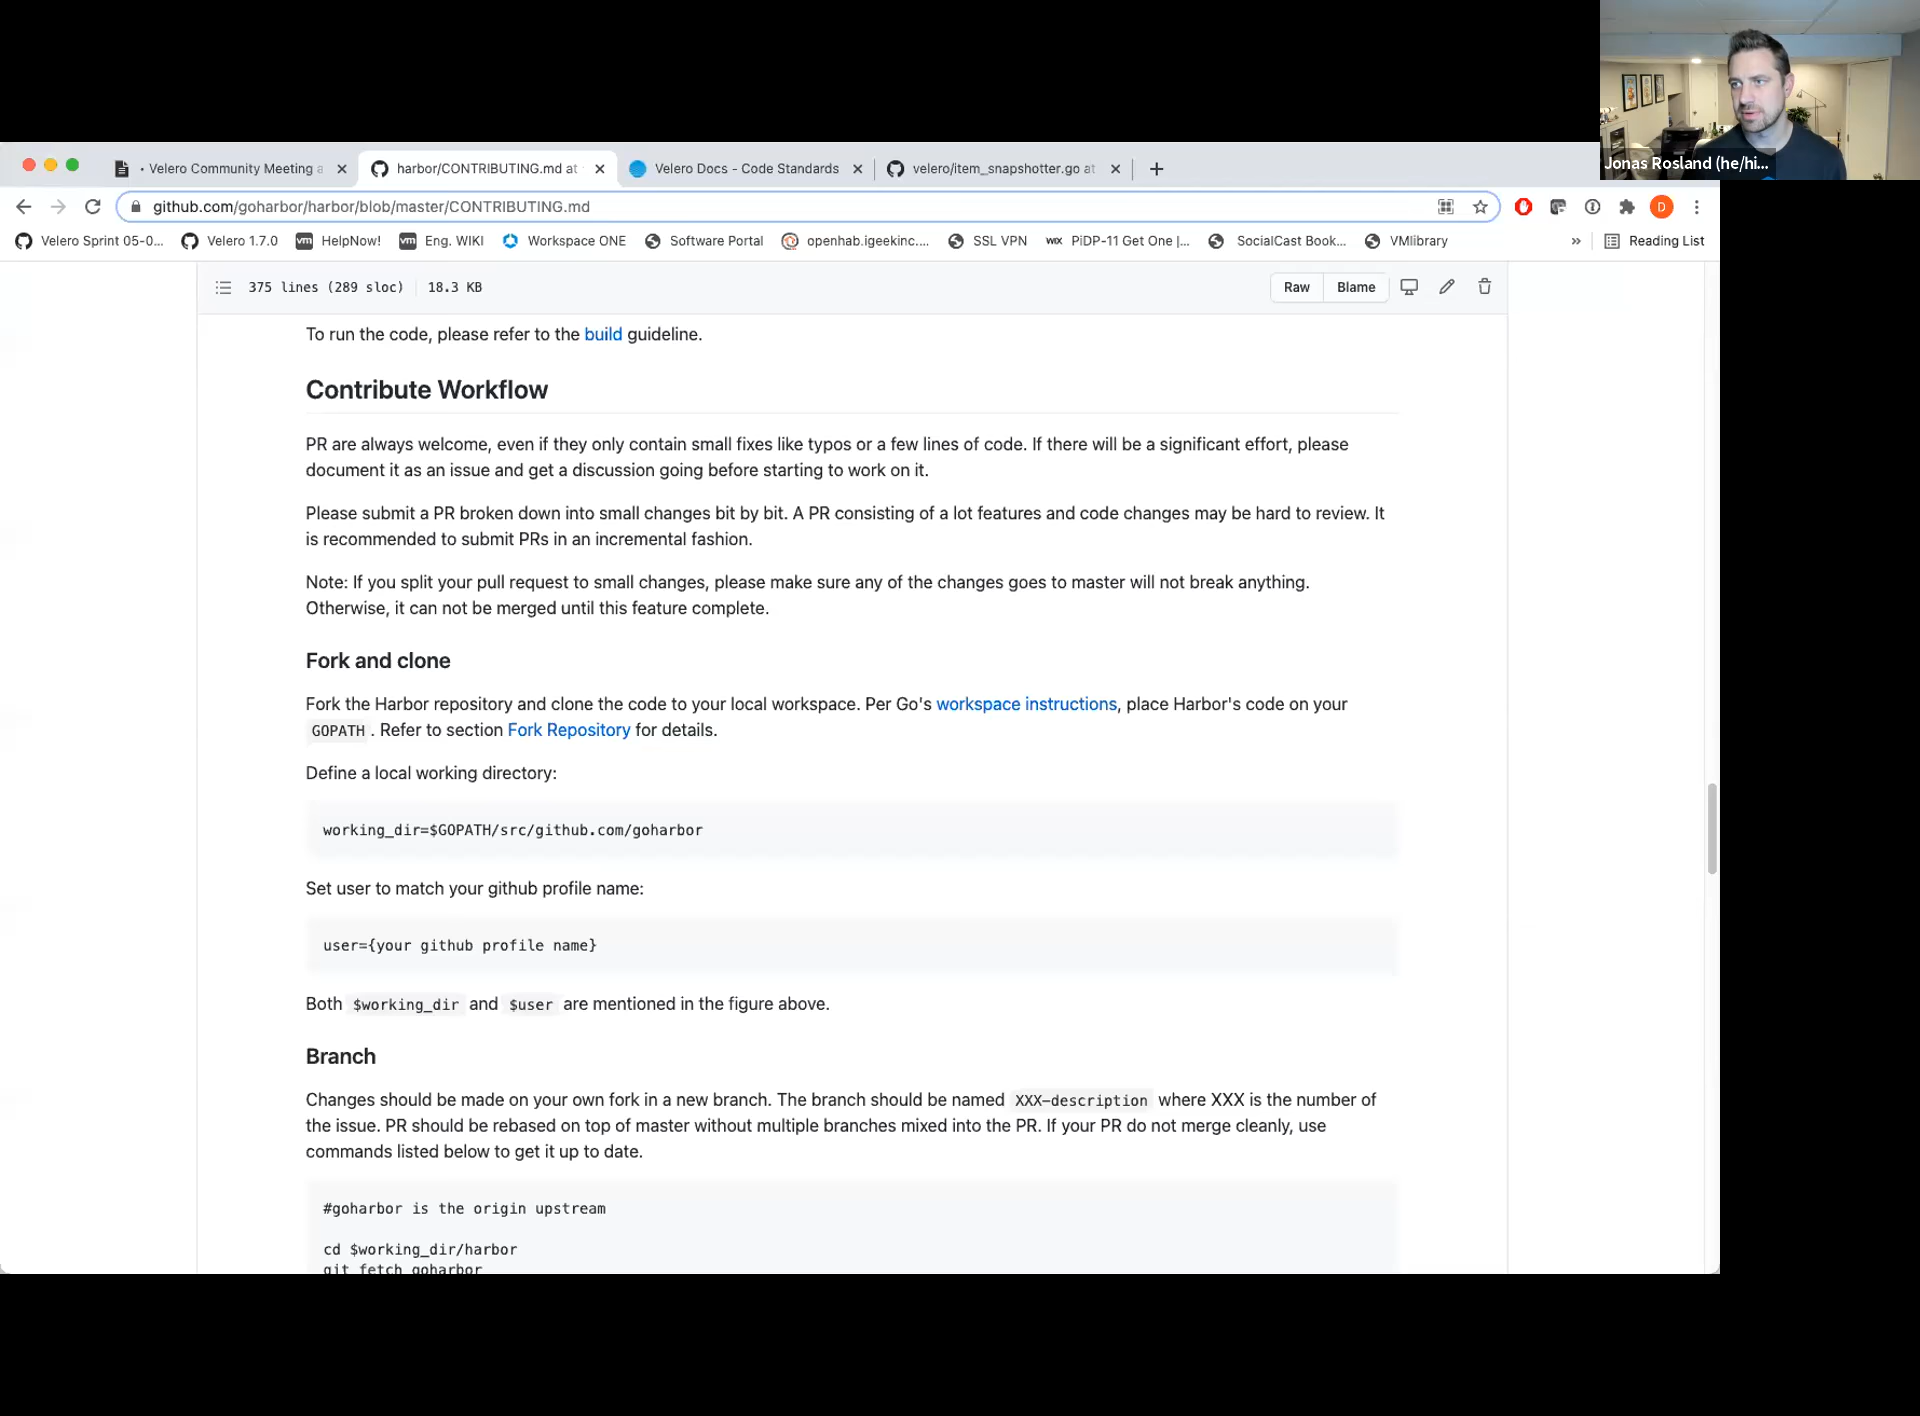 Jonas Rosland (he/hi...
• Velero Community Meeting a
harbor/CONTRIBUTING.md at
Velero Docs - Code Standards
velero/item_snapshotter.go at
github.com/goharbor/harbor/blob/master/CONTRIBUTING.md
D
Velero Sprint 05-0...
Velero 1.7.0
vm HelpNow!
vm Eng. WIKI
Workspace ONE
Software Portal
openhab.igeekinc....
SSL VPN
WIX PiDP-11 Get One |...
SocialCast Book...
VMlibrary
»
Reading List
375 lines (289 sloc) 18.3 KB
Raw Blame
To run the code, please refer to the build guideline.
Contribute Workflow
PR are always welcome, even if they only contain small fixes like typos or a few lines of code. If there will be a significant effort, please
document it as an issue and get a discussion going before starting to work on it.
Please submit a PR broken down into small changes bit by bit. A PR consisting of a lot features and code changes may be hard to review. It
is recommended to submit PRs in an incremental fashion.
Note: If you split your pull request to small changes, please make sure any of the changes goes to master will not break anything.
Otherwise, it can not be merged until this feature complete.
Fork and clone
Fork the Harbor repository and clone the code to your local workspace. Per Go's workspace instructions, place Harbor's code on your
GOPATH . Refer to section Fork Repository for details.
Define a local working directory:
working_dir=$GOPATH/src/github.com/goharbor
Set user to match your github profile name:
user={your github profile name}
Both $working_dir and $user are mentioned in the figure above.
Branch
Changes should be made on your own fork in a new branch. The branch should be named XXX-description where XXX is the number of
the issue. PR should be rebased on top of master without multiple branches mixed into the PR. If your PR do not merge cleanly, use
commands listed below to get it up to date.
#goharbor is the origin upstream
cd $working_dir/harbor
git fetch goharbor